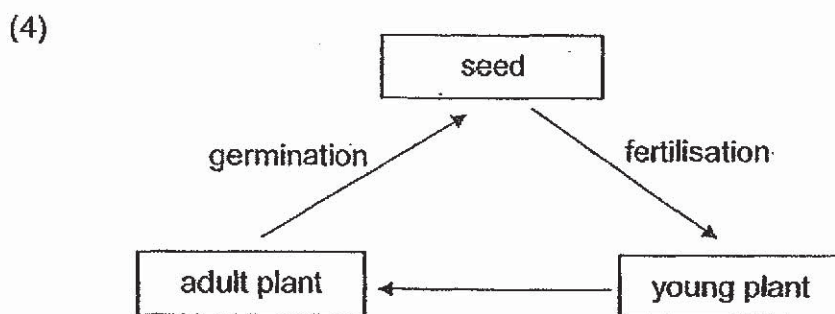 (4)
seed
germination
fertilisation
adult plant
young plant